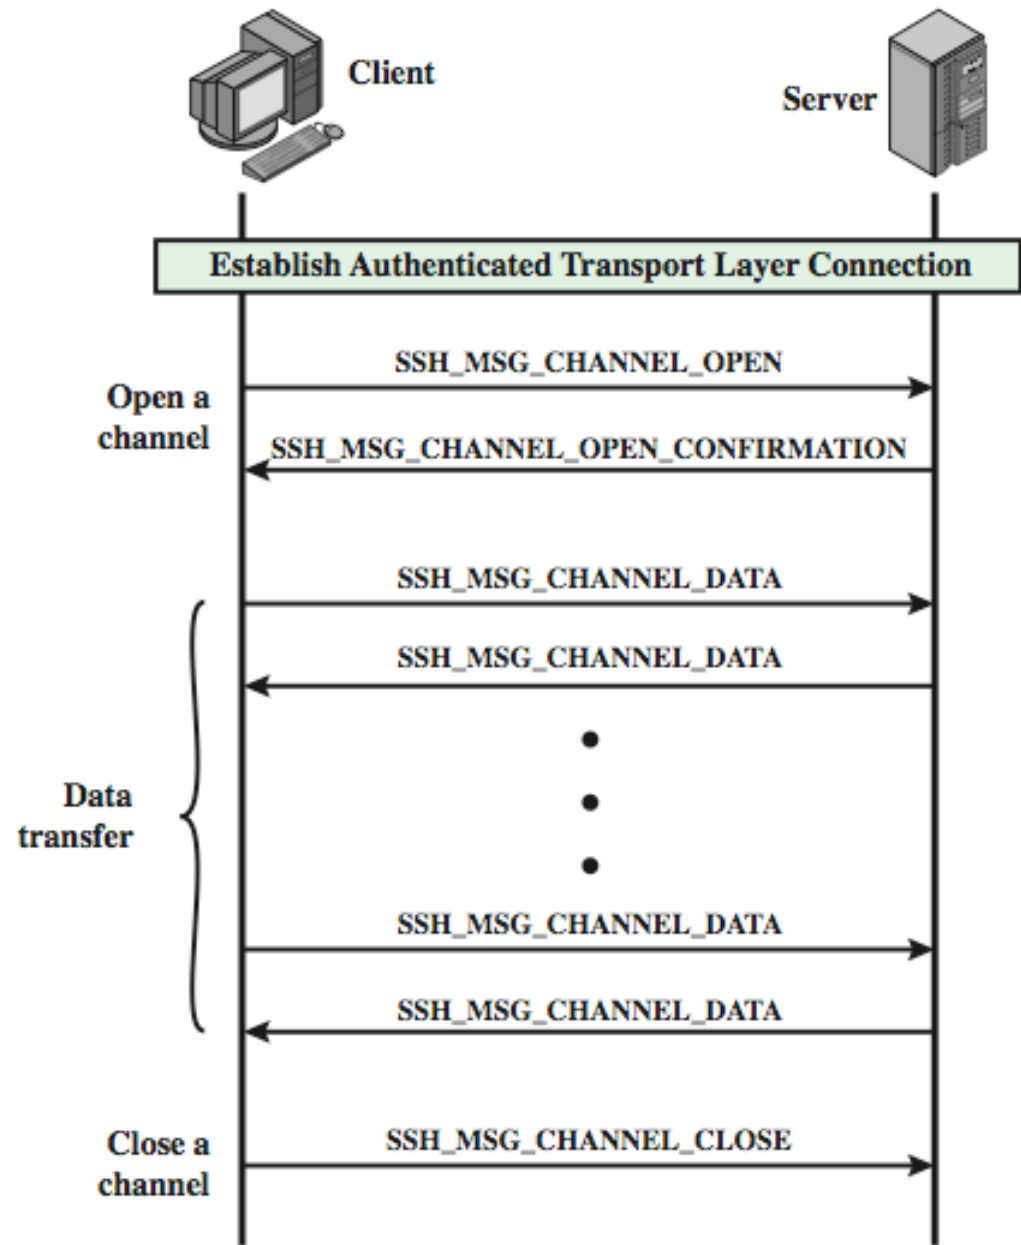 Client
Server
Establish Authenticated Transport Layer Connection
SSH_MSG_CHANNEL_OPEN
Open a
channel
SSH_MSG_CHANNEL_OPEN_CONFIRMATION
SSH_MSG_CHANNEL_DATA
SSH_MSG_CHANNEL_DATA
Data
transfer
SSH_MSG_CHANNEL_DATA
SSH_MSG_CHANNEL_DATA
Close a
channel
SSH_MSG_CHANNEL_CLOSE